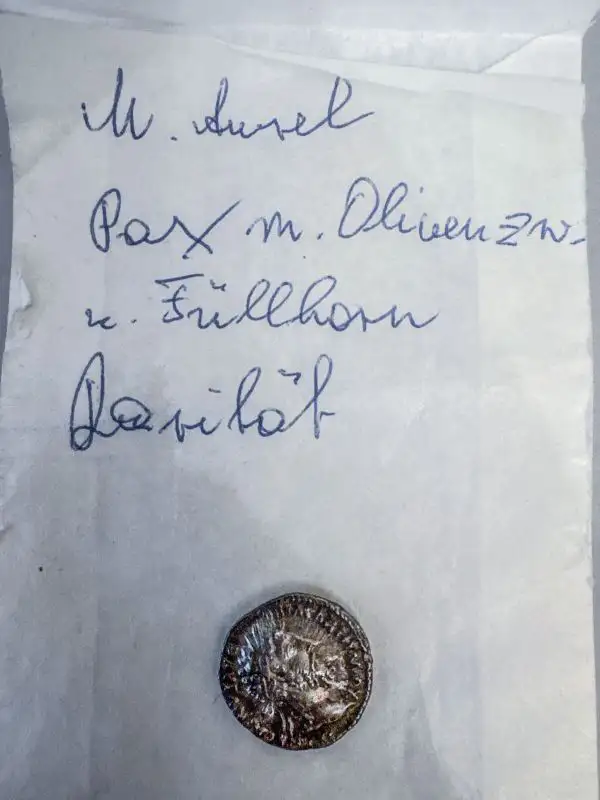 M. Aurel
Pax m. Olivenzw.
u. Füllhorn
Rarität